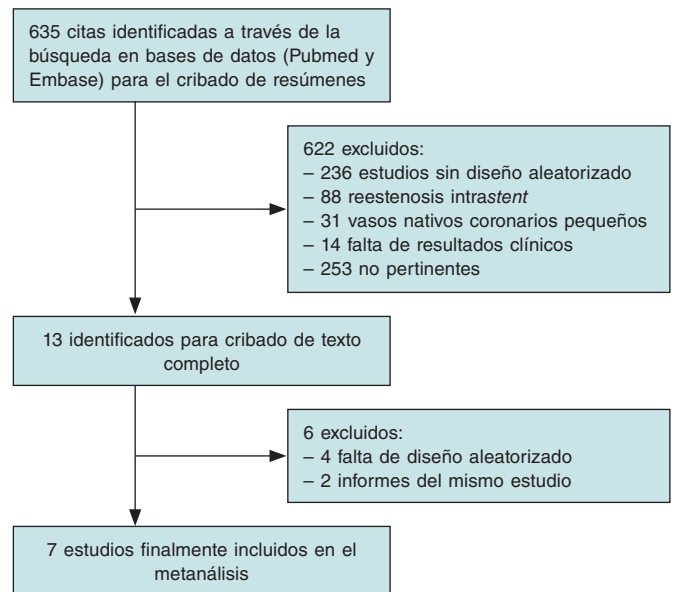 635 citas identificadas a través de la
búsqueda en bases de datos (Pubmed y
Embase) para el cribado de resúmenes
622 excluidos:
– 236 estudios sin diseño aleatorizado
– 88 reestenosis intrastent
– 31 vasos nativos coronarios pequeños
– 14 falta de resultados clínicos
– 253 no pertinentes
13 identificados para cribado de texto
completo
6 excluidos:
– 4 falta de diseño aleatorizado
– 2 informes del mismo estudio
7 estudios finalmente incluidos en el
metanálisis